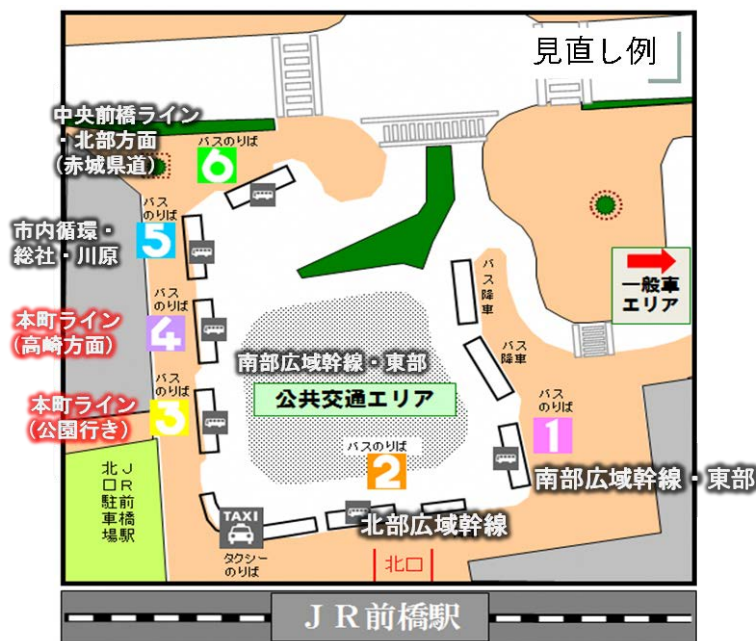 見直し例
中央前橋ライン
・北部方面
(赤城県道)
バスのりば
6
市内循環・
総社・川原
バス
のりば
5
本町ライン
(高崎方面)
バス
のりば
4
本町ライン
(公園行き)
バス
のりば
3
南部広域幹線・東部
公共交通エリア
バスのりば
2
バス降車
バス
降車
一般車
エリア
バス
のりば
1
南部広域幹線・東部
北部広域幹線
JR前橋駅
北口駐車場
TAXI
タクシー
のりば
北口
JR前橋駅